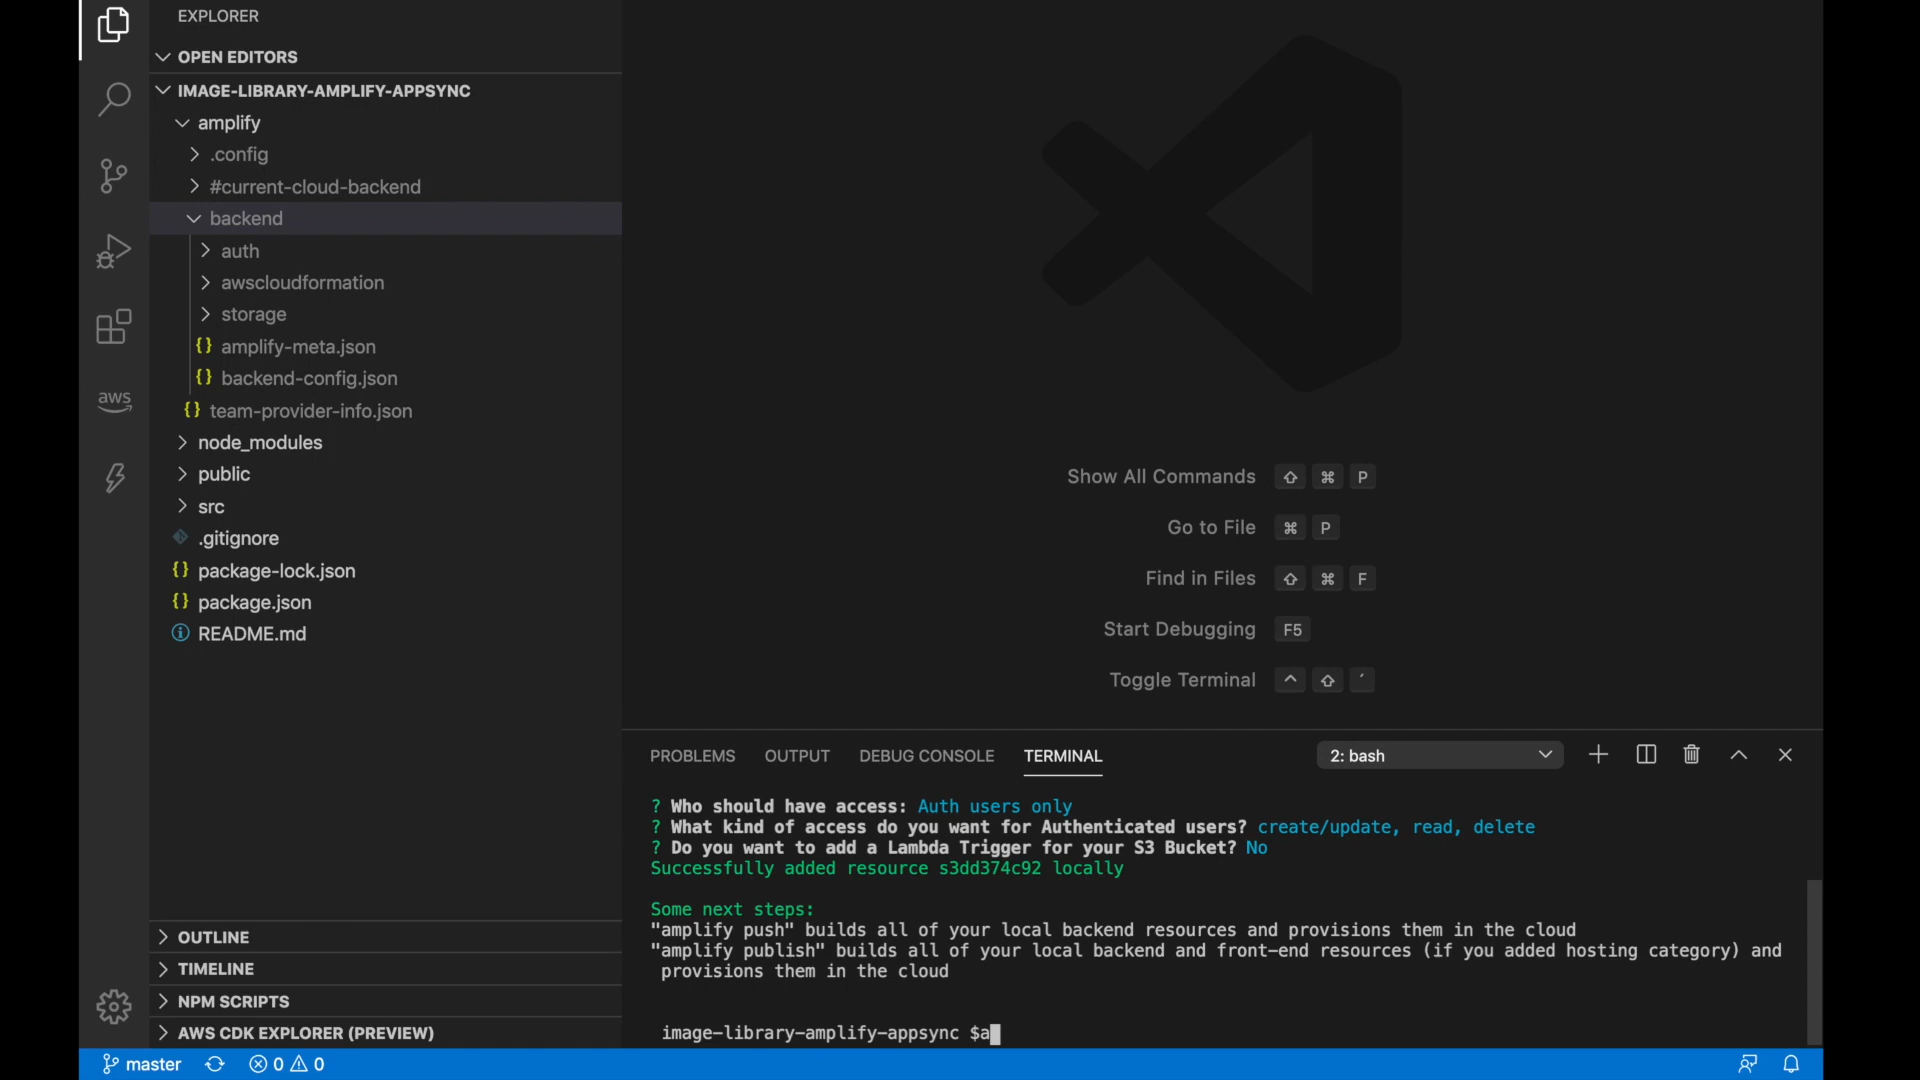 EXPLORER
OPEN EDITORS
IMAGE-LIBRARY-AMPLIFY-APPSYNC
amplify
.config
#current-cloud-backend
backend
auth
awscloudformation
storage
{} amplify-meta.json
{} backend-config.json
{} team-provider-info.json
node_modules
public
src
.gitignore
{} package-lock.json
{} package.json
README.md
OUTLINE
TIMELINE
NPM SCRIPTS
AWS CDK EXPLORER (PREVIEW)
aws
Show All Commands ⇧ ⌘ P
Go to File ⌘ P
Find in Files ⇧ ⌘ F
Start Debugging F5
Toggle Terminal ^ ⇧ ´
PROBLEMS OUTPUT DEBUG CONSOLE TERMINAL 2: bash
? Who should have access: Auth users only
? What kind of access do you want for Authenticated users? create/update, read, delete
? Do you want to add a Lambda Trigger for your S3 Bucket? No
Successfully added resource s3dd374c92 locally
Some next steps:
"amplify push" builds all of your local backend resources and provisions them in the cloud
"amplify publish" builds all of your local backend and front-end resources (if you added hosting category) and
provisions them in the cloud
image-library-amplify-appsync $a
master 0 0